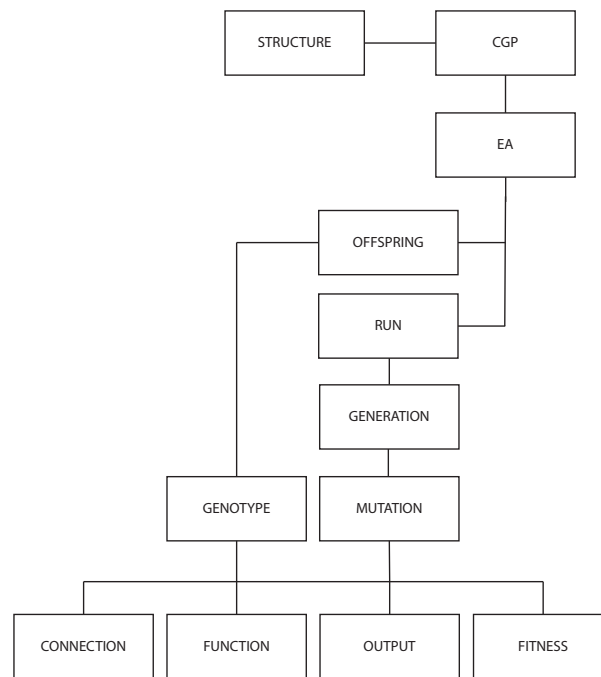 STRUCTURE
CGP
EA
OFFSPRING
RUN
GENERATION
GENOTYPE
MUTATION
CONNECTION
FUNCTION
OUTPUT
FITNESS